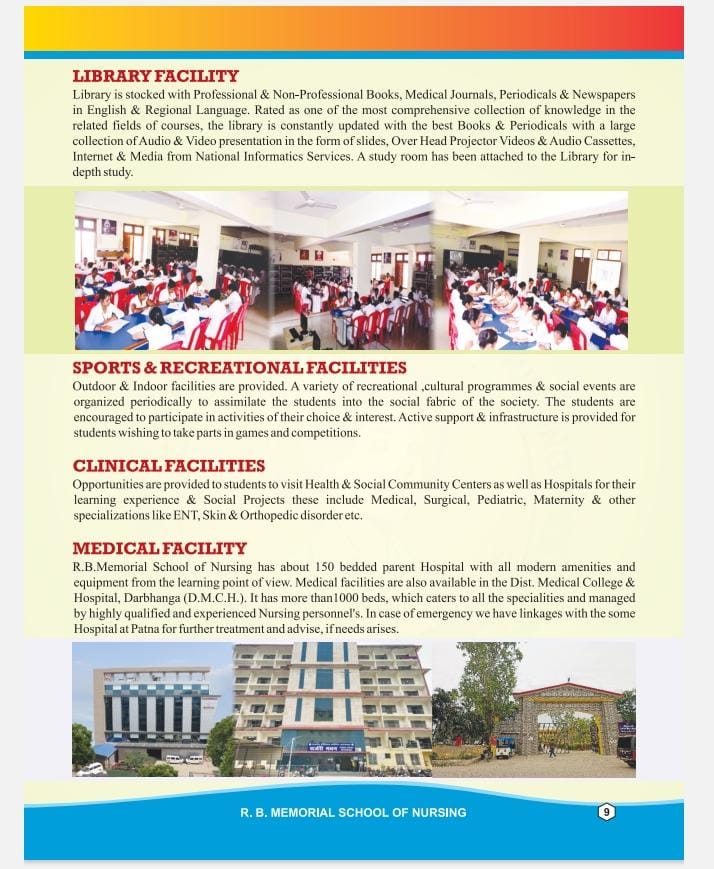 LIBRARY FACILITY
Library is stocked with Professional & Non-Professional Books, Medical Journals, Periodicals & Newspapers
in English & Regional Language. Rated as one of the most comprehensive collection of knowledge in the
related fields of courses, the library is constantly updated with the best Books & Periodicals with a large
collection of Audio & Video presentation in the form of slides, Over Head Projector Videos & Audio Cassettes,
Internet & Media from National Informatics Services. A study room has been attached to the Library for in-
depth study.
SPORTS & RECREATIONAL FACILITIES
Outdoor & Indoor facilities are provided. A variety of recreational ,cultural programmes & social events are
organized periodically to assimilate the students into the social fabric of the society. The students are
encouraged to participate in activities of their choice & interest. Active support & infrastructure is provided for
students wishing to take parts in games and competitions.
CLINICAL FACILITIES
Opportunities are provided to students to visit Health & Social Community Centers as well as Hospitals for their
learning experience & Social Projects these include Medical, Surgical, Pediatric, Maternity & other
specializations like ENT, Skin & Orthopedic disorder etc.
MEDICAL FACILITY
R.B.Memorial School of Nursing has about 150 bedded parent Hospital with all modern amenities and
equipment from the learning point of view. Medical facilities are also available in the Dist. Medical College &
Hospital, Darbhanga (D.M.C.H.). It has more than1000 beds, which caters to all the specialities and managed
by highly qualified and experienced Nursing personnel's. In case of emergency we have linkages with the some
Hospital at Patna for further treatment and advise, if needs arises.
R. B. MEMORIAL SCHOOL OF NURSING
9